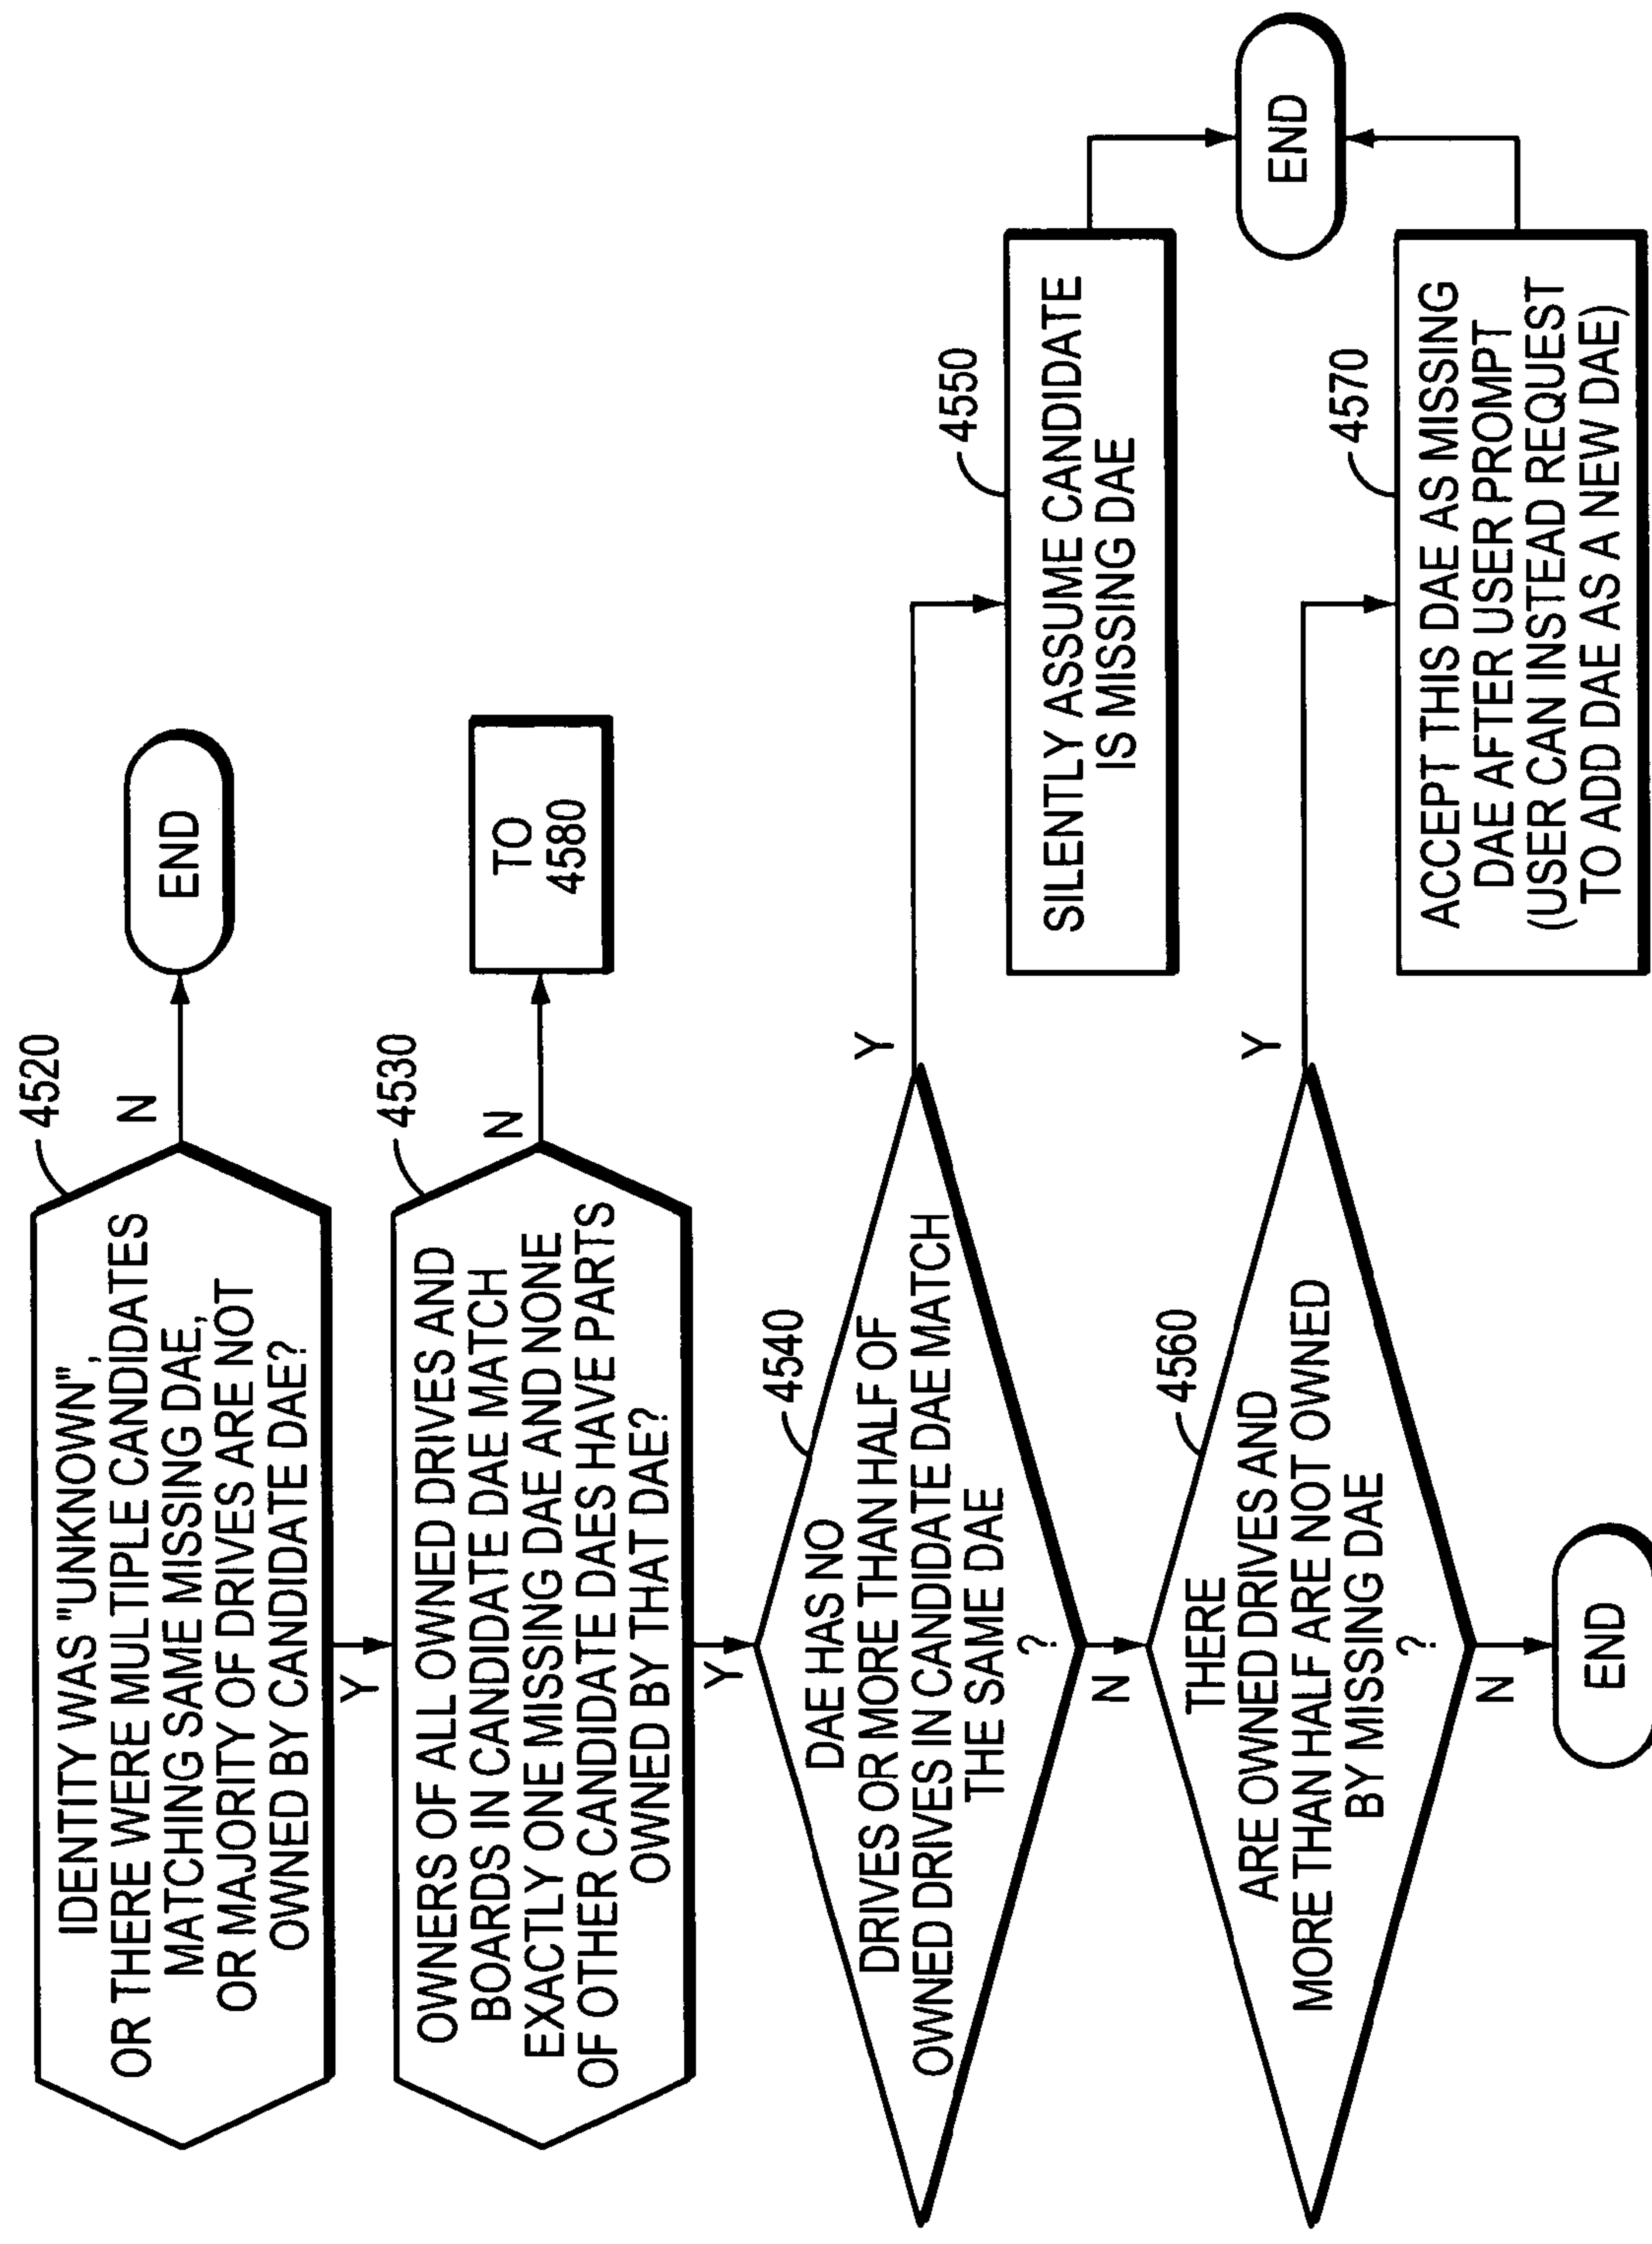 4520
IDENTITY WAS "UNKNOWN",
OR THERE WERE MULTIPLE CANDIDATES
MATCHING SAME MISSING DAE,
OR MAJORITY OF DRIVES ARE NOT
OWNED BY CANDIDATE DAE?
N
END
Y
4530
OWNERS OF ALL OWNED DRIVES AND
BOARDS IN CANDIDATE DAE MATCH
EXACTLY ONE MISSING DAE AND NONE
OF OTHER CANDIDATE DAES HAVE PARTS
OWNED BY THAT DAE?
N
TO
4580
Y
4540
DAE HAS NO
DRIVES OR MORE THAN HALF OF
OWNED DRIVES IN CANDIDATE DAE MATCH
THE SAME DAE
?
Y
4550
SILENTLY ASSUME CANDIDATE
IS MISSING DAE
N
4560
THERE
ARE OWNED DRIVES AND
MORE THAN HALF ARE NOT OWNED
BY MISSING DAE
?
Y
4570
ACCEPT THIS DAE AS MISSING
DAE AFTER USER PROMPT
(USER CAN INSTEAD REQUEST
TO ADD DAE AS A NEW DAE)
END
N
END